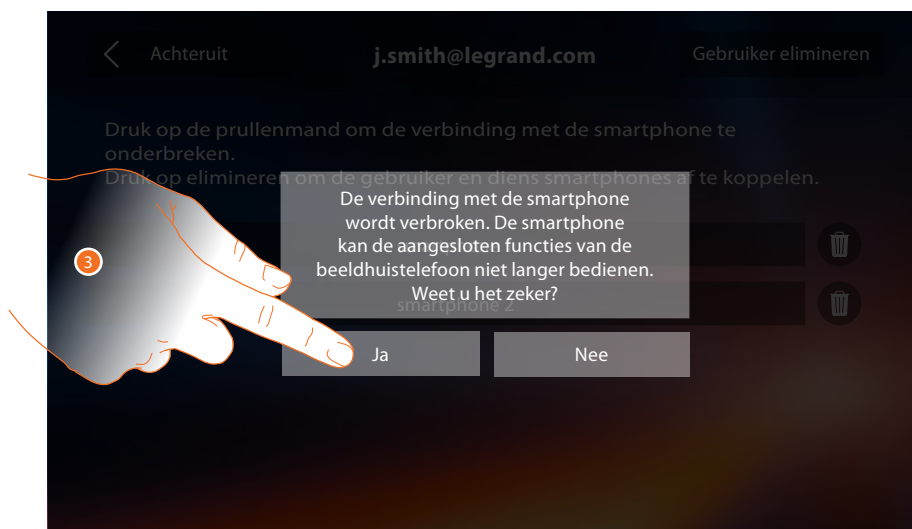 Achteruit
j.smith@legrand.com
Gebruiker elimineren
Druk op de prullenmand om de verbinding met de smartphone te
onderbreken.
Druk op elimineren om de gebruiker en diens smartphones af te koppelen.
De verbinding met de smartphone
wordt verbroken. De smartphone
kan de aangesloten functies van de
beeldhuistelefoon niet langer bedienen.
Weet u het zeker?
smartphone 2
3
Ja
Nee